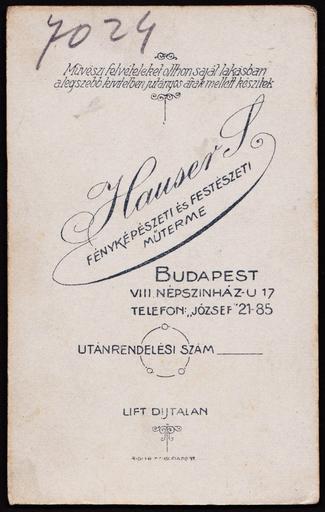 7024
Művészi felvételeket otthon saját lakásban
a legszebb kivitelben jutányos árak mellett készítek
Hauser S
FÉNYKÉPÉSZETI ÉS FESTÉSZETI
MŰTERME
BUDAPEST
VIII. NÉPSZINHÁZ-U 17
TELEFON: „JÓZSEF" 21-85
UTÁNRENDELÉSI SZÁM
LIFT DIJTALAN